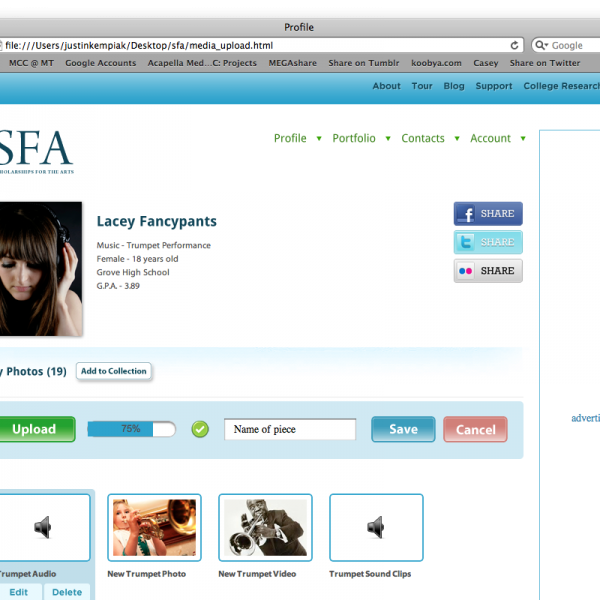 Profile
file:///Users/justinkempiak/Desktop/sfa/media_upload.html
Google
MCC @ MT Google Accounts Acapella Med...C: Projects MEGAshare Share on Tumblr koobya.com Casey Share on Twitter
About Tour Blog Support College Research
SFA
HOLARSHIPS FOR THE ARTS
Profile Portfolio Contacts Account
Lacey Fancypants
Music - Trumpet Performance
Female - 18 years old
Grove High School
G.P.A. - 3.89
f SHARE
t SHARE
SHARE
y Photos (19) Add to Collection
adverti
Upload 75% Name of piece Save Cancel
Trumpet Audio New Trumpet Photo New Trumpet Video Trumpet Sound Clips
Edit Delete